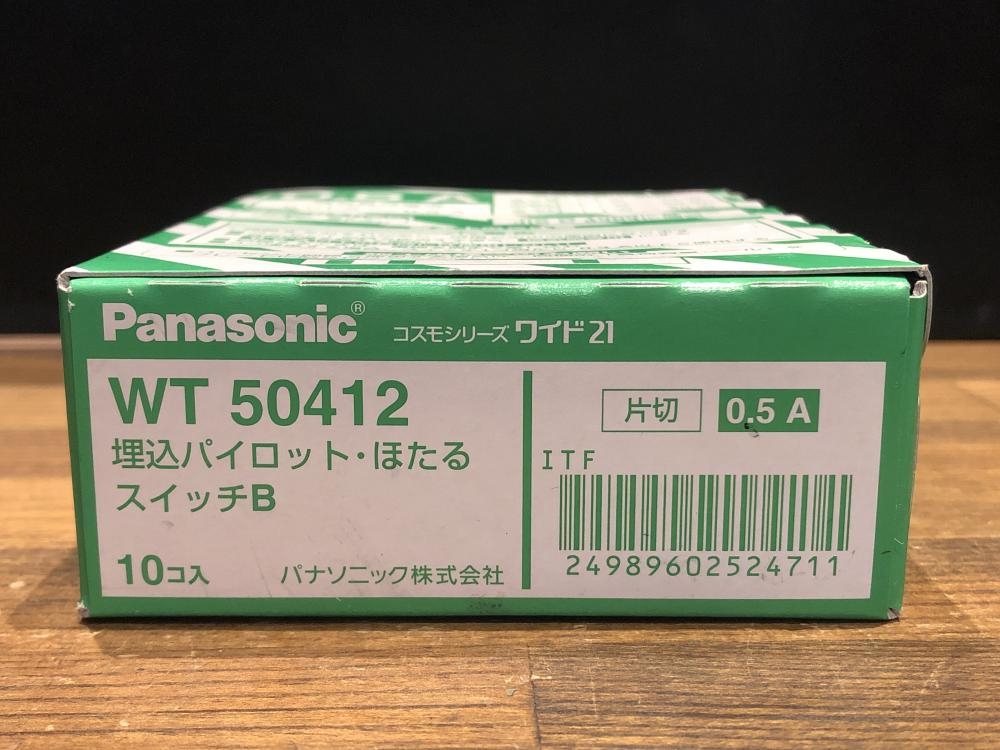 Panasonic® コスモシリーズ ワイド21
WT 50412
埋込パイロット・ほたる
スイッチB
10コ入 パナソニック株式会社
片切 0.5 A
ITF
24989602524711